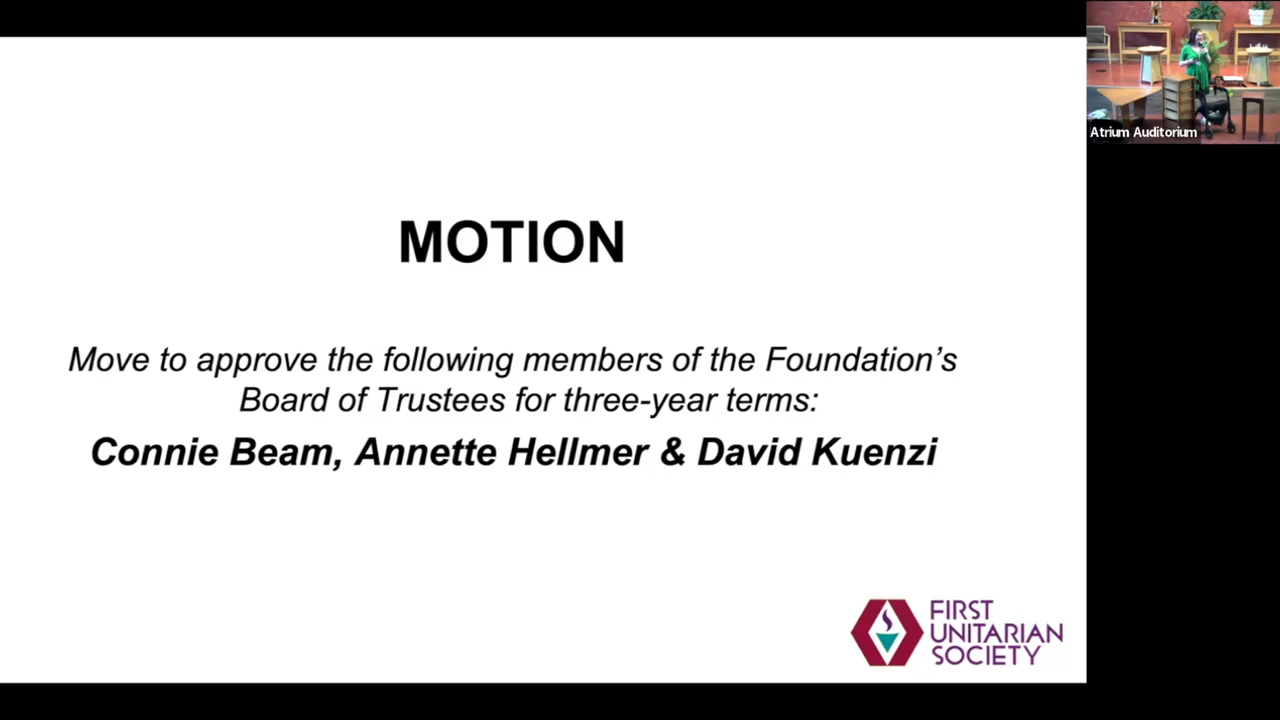 MOTION
Move to approve the following members of the Foundation’s
Board of Trustees for three-year terms:
Connie Beam, Annette Hellmer & David Kuenzi
FIRST
UNITARIAN
SOCIETY
Atrium Auditorium